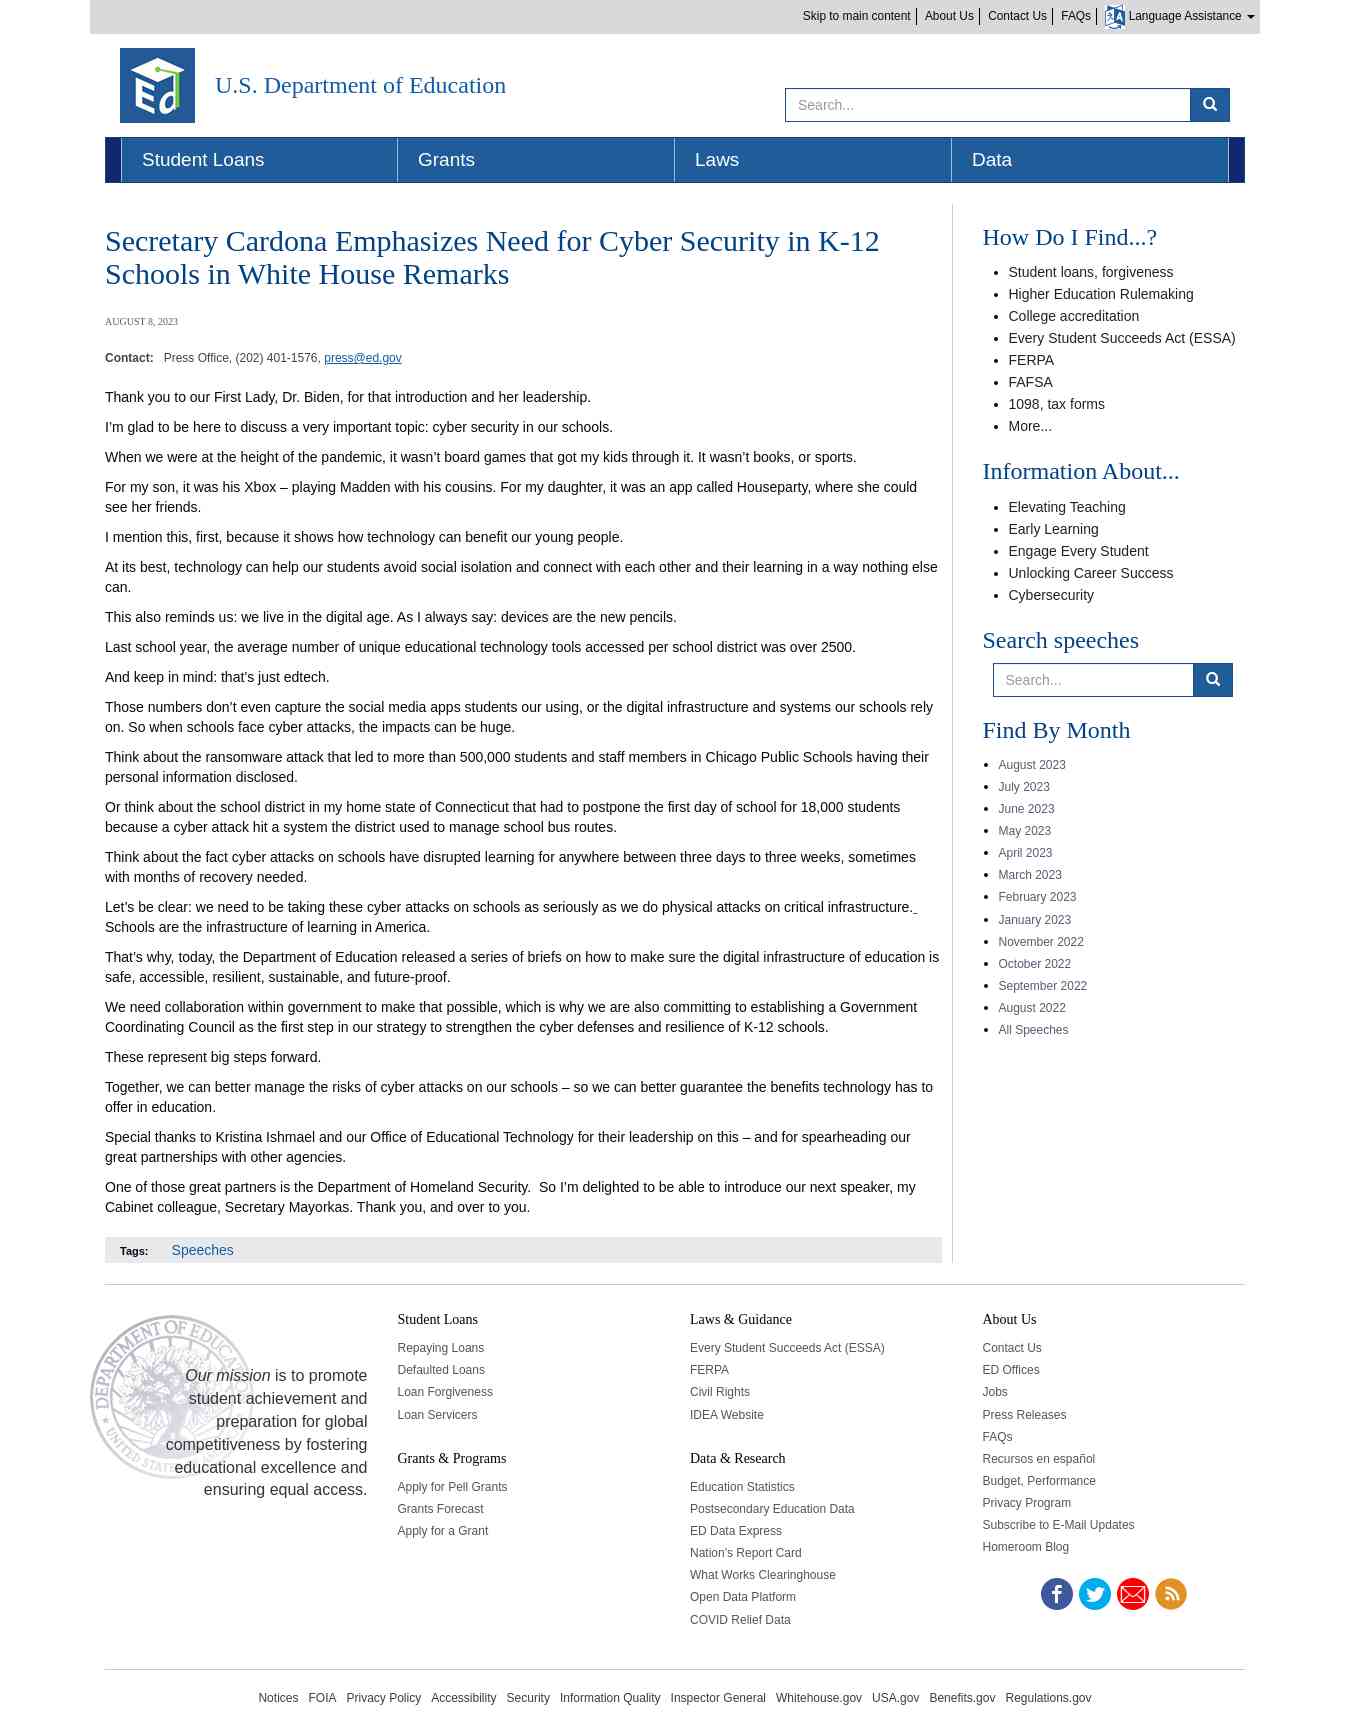 Skip to main content About Us Contact Us FAQs Language Assistance
Ed
U.S. Department of Education
Search...
Student Loans Grants Laws Data
Secretary Cardona Emphasizes Need for Cyber Security in K-12
Schools in White House Remarks
AUGUST 8, 2023
Contact: Press Office, (202) 401-1576, press@ed.gov
Thank you to our First Lady, Dr. Biden, for that introduction and her leadership.
I’m glad to be here to discuss a very important topic: cyber security in our schools.
When we were at the height of the pandemic, it wasn’t board games that got my kids through it. It wasn’t books, or sports.
For my son, it was his Xbox – playing Madden with his cousins. For my daughter, it was an app called Houseparty, where she could
see her friends.
I mention this, first, because it shows how technology can benefit our young people.
At its best, technology can help our students avoid social isolation and connect with each other and their learning in a way nothing else
can.
This also reminds us: we live in the digital age. As I always say: devices are the new pencils.
Last school year, the average number of unique educational technology tools accessed per school district was over 2500.
And keep in mind: that’s just edtech.
Those numbers don’t even capture the social media apps students our using, or the digital infrastructure and systems our schools rely
on. So when schools face cyber attacks, the impacts can be huge.
Think about the ransomware attack that led to more than 500,000 students and staff members in Chicago Public Schools having their
personal information disclosed.
Or think about the school district in my home state of Connecticut that had to postpone the first day of school for 18,000 students
because a cyber attack hit a system the district used to manage school bus routes.
Think about the fact cyber attacks on schools have disrupted learning for anywhere between three days to three weeks, sometimes
with months of recovery needed.
Let’s be clear: we need to be taking these cyber attacks on schools as seriously as we do physical attacks on critical infrastructure.
Schools are the infrastructure of learning in America.
That’s why, today, the Department of Education released a series of briefs on how to make sure the digital infrastructure of education is
safe, accessible, resilient, sustainable, and future-proof.
We need collaboration within government to make that possible, which is why we are also committing to establishing a Government
Coordinating Council as the first step in our strategy to strengthen the cyber defenses and resilience of K-12 schools.
These represent big steps forward.
Together, we can better manage the risks of cyber attacks on our schools – so we can better guarantee the benefits technology has to
offer in education.
Special thanks to Kristina Ishmael and our Office of Educational Technology for their leadership on this – and for spearheading our
great partnerships with other agencies.
One of those great partners is the Department of Homeland Security. So I’m delighted to be able to introduce our next speaker, my
Cabinet colleague, Secretary Mayorkas. Thank you, and over to you.
Tags: Speeches
How Do I Find...?
Student loans, forgiveness
Higher Education Rulemaking
College accreditation
Every Student Succeeds Act (ESSA)
FERPA
FAFSA
1098, tax forms
More...
Information About...
Elevating Teaching
Early Learning
Engage Every Student
Unlocking Career Success
Cybersecurity
Search speeches
Search...
Find By Month
August 2023
July 2023
June 2023
May 2023
April 2023
March 2023
February 2023
January 2023
November 2022
October 2022
September 2022
August 2022
All Speeches
Our mission is to promote
student achievement and
preparation for global
competitiveness by fostering
educational excellence and
ensuring equal access.
Student Loans
Repaying Loans
Defaulted Loans
Loan Forgiveness
Loan Servicers
Grants & Programs
Apply for Pell Grants
Grants Forecast
Apply for a Grant
Laws & Guidance
Every Student Succeeds Act (ESSA)
FERPA
Civil Rights
IDEA Website
Data & Research
Education Statistics
Postsecondary Education Data
ED Data Express
Nation’s Report Card
What Works Clearinghouse
Open Data Platform
COVID Relief Data
About Us
Contact Us
ED Offices
Jobs
Press Releases
FAQs
Recursos en español
Budget, Performance
Privacy Program
Subscribe to E-Mail Updates
Homeroom Blog
Notices FOIA Privacy Policy Accessibility Security Information Quality Inspector General Whitehouse.gov USA.gov Benefits.gov Regulations.gov